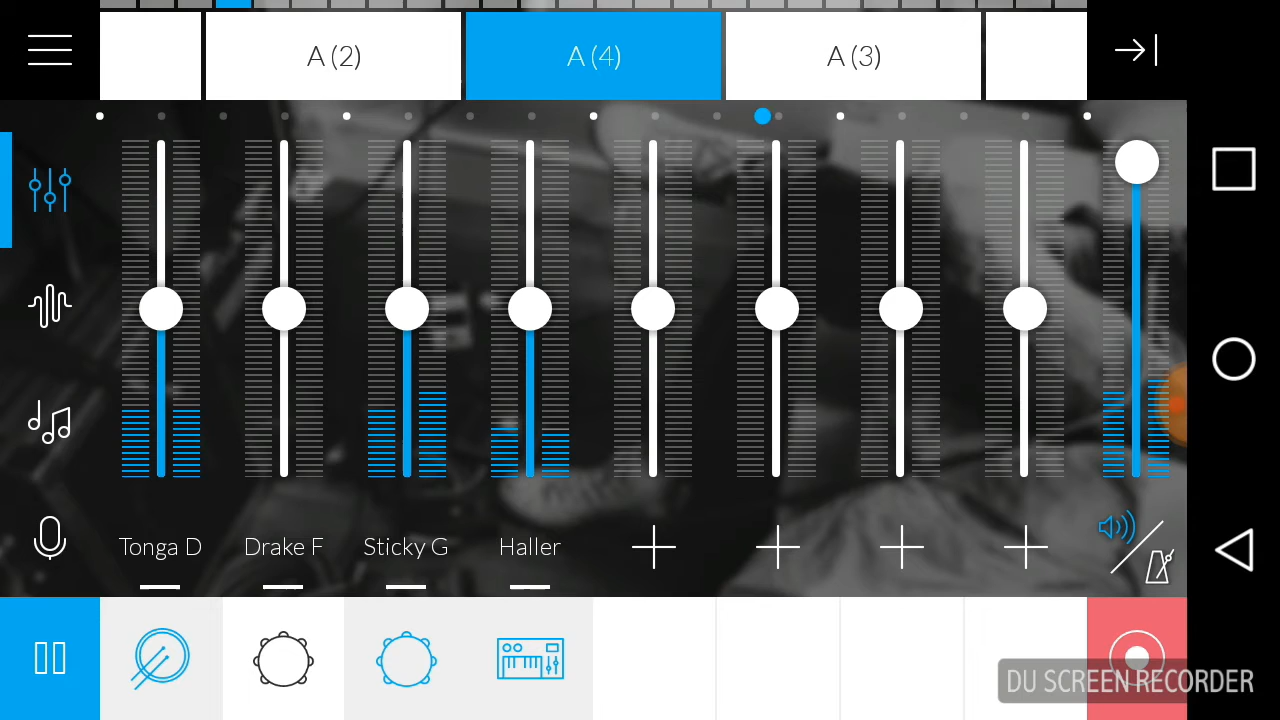 A (2)
A (4)
A (3)
Tonga D
Drake F
Sticky G
Haller
DU SCREEN RECORDER